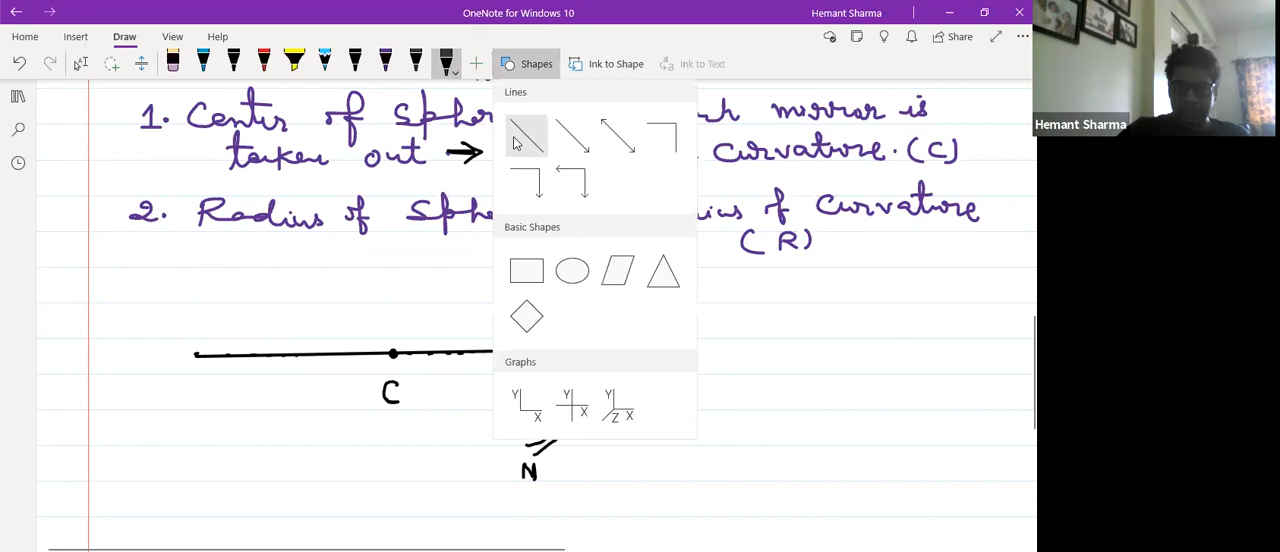 OneNote for Windows 10
Hemant Sharma
Home Insert Draw View Help
Share
Shapes Ink to Shape Ink to Text
Lines
1. Center of Spher mirror is
taken out → curvature. (C)
2. Radius of Sphe of Curvature
(R)
Basic Shapes
Graphs
Y X Y X Y Z X
C
N
Hemant Sharma